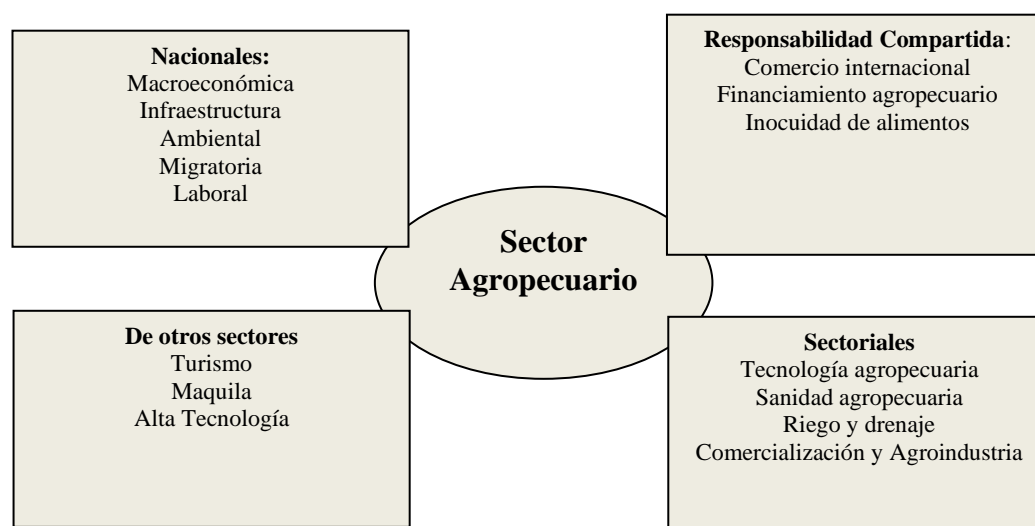 Nacionales:
Macroeconómica
Infraestructura
Ambiental
Migratoria
Laboral
Responsabilidad Compartida:
Comercio internacional
Financiamiento agropecuario
Inocuidad de alimentos
Sector
Agropecuario
De otros sectores
Turismo
Maquila
Alta Tecnología
Sectoriales
Tecnología agropecuaria
Sanidad agropecuaria
Riego y drenaje
Comercialización y Agroindustria